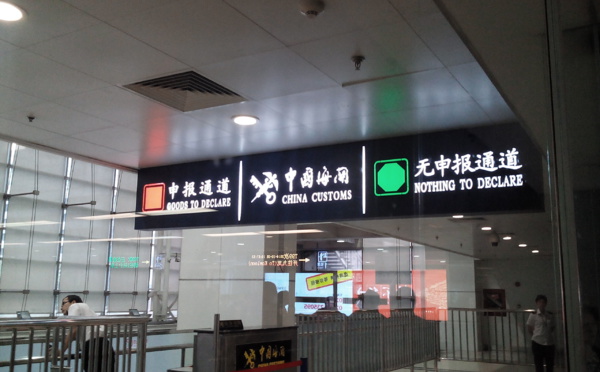 申报通道
GOODS TO DECLARE
中国海关
CHINA CUSTOMS
无申报通道
NOTHING TO DECLARE
中国海关